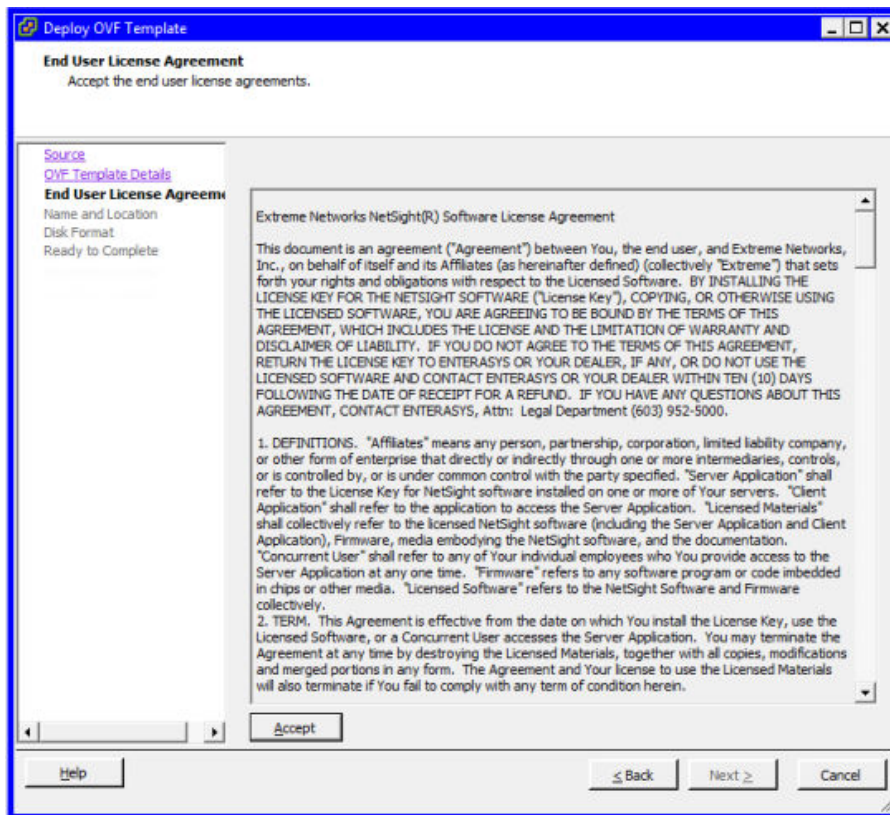 Deploy OVF Template
End User License Agreement
Accept the end user license agreements.
Source
OVF Template Details
End User License Agreeme
Name and Location
Disk Format
Ready to Complete
Extreme Networks NetSight(R) Software License Agreement
This document is an agreement ("Agreement") between You, the end user, and Extreme Networks,
Inc., on behalf of itself and its Affiliates (as hereinafter defined) (collectively "Extreme") that sets
forth your rights and obligations with respect to the Licensed Software. BY INSTALLING THE
LICENSE KEY FOR THE NETSIGHT SOFTWARE ("License Key"), COPYING, OR OTHERWISE USING
THE LICENSED SOFTWARE, YOU ARE AGREEING TO BE BOUND BY THE TERMS OF THIS
AGREEMENT, WHICH INCLUDES THE LICENSE AND THE LIMITATION OF WARRANTY AND
DISCLAIMER OF LIABILITY. IF YOU DO NOT AGREE TO THE TERMS OF THIS AGREEMENT,
RETURN THE LICENSE KEY TO ENTERASYS OR YOUR DEALER, IF ANY, OR DO NOT USE THE
LICENSED SOFTWARE AND CONTACT ENTERASYS OR YOUR DEALER WITHIN TEN (10) DAYS
FOLLOWING THE DATE OF RECEIPT FOR A REFUND. IF YOU HAVE ANY QUESTIONS ABOUT THIS
AGREEMENT, CONTACT ENTERASYS, Attn: Legal Department (603) 952-5000.
1. DEFINITIONS. "Affiliates" means any person, partnership, corporation, limited liability company,
or other form of enterprise that directly or indirectly through one or more intermediaries, controls,
or is controlled by, or is under common control with the party specified. "Server Application" shall
refer to the License Key for NetSight software installed on one or more of Your servers. "Client
Application" shall refer to the application to access the Server Application. "Licensed Materials"
shall collectively refer to the licensed NetSight software (including the Server Application and Client
Application), Firmware, media embodying the NetSight software, and the documentation.
"Concurrent User" shall refer to any of Your individual employees who You provide access to the
Server Application at any one time. "Firmware" refers to any software program or code imbedded
in chips or other media. "Licensed Software" refers to the NetSight Software and Firmware
collectively.
2. TERM. This Agreement is effective from the date on which You install the License Key, use the
Licensed Software, or a Concurrent User accesses the Server Application. You may terminate the
Agreement at any time by destroying the Licensed Materials, together with all copies, modifications
and merged portions in any form. The Agreement and Your license to use the Licensed Materials
will also terminate if You fail to comply with any term of condition herein.
Accept
Help
< Back
Next >
Cancel